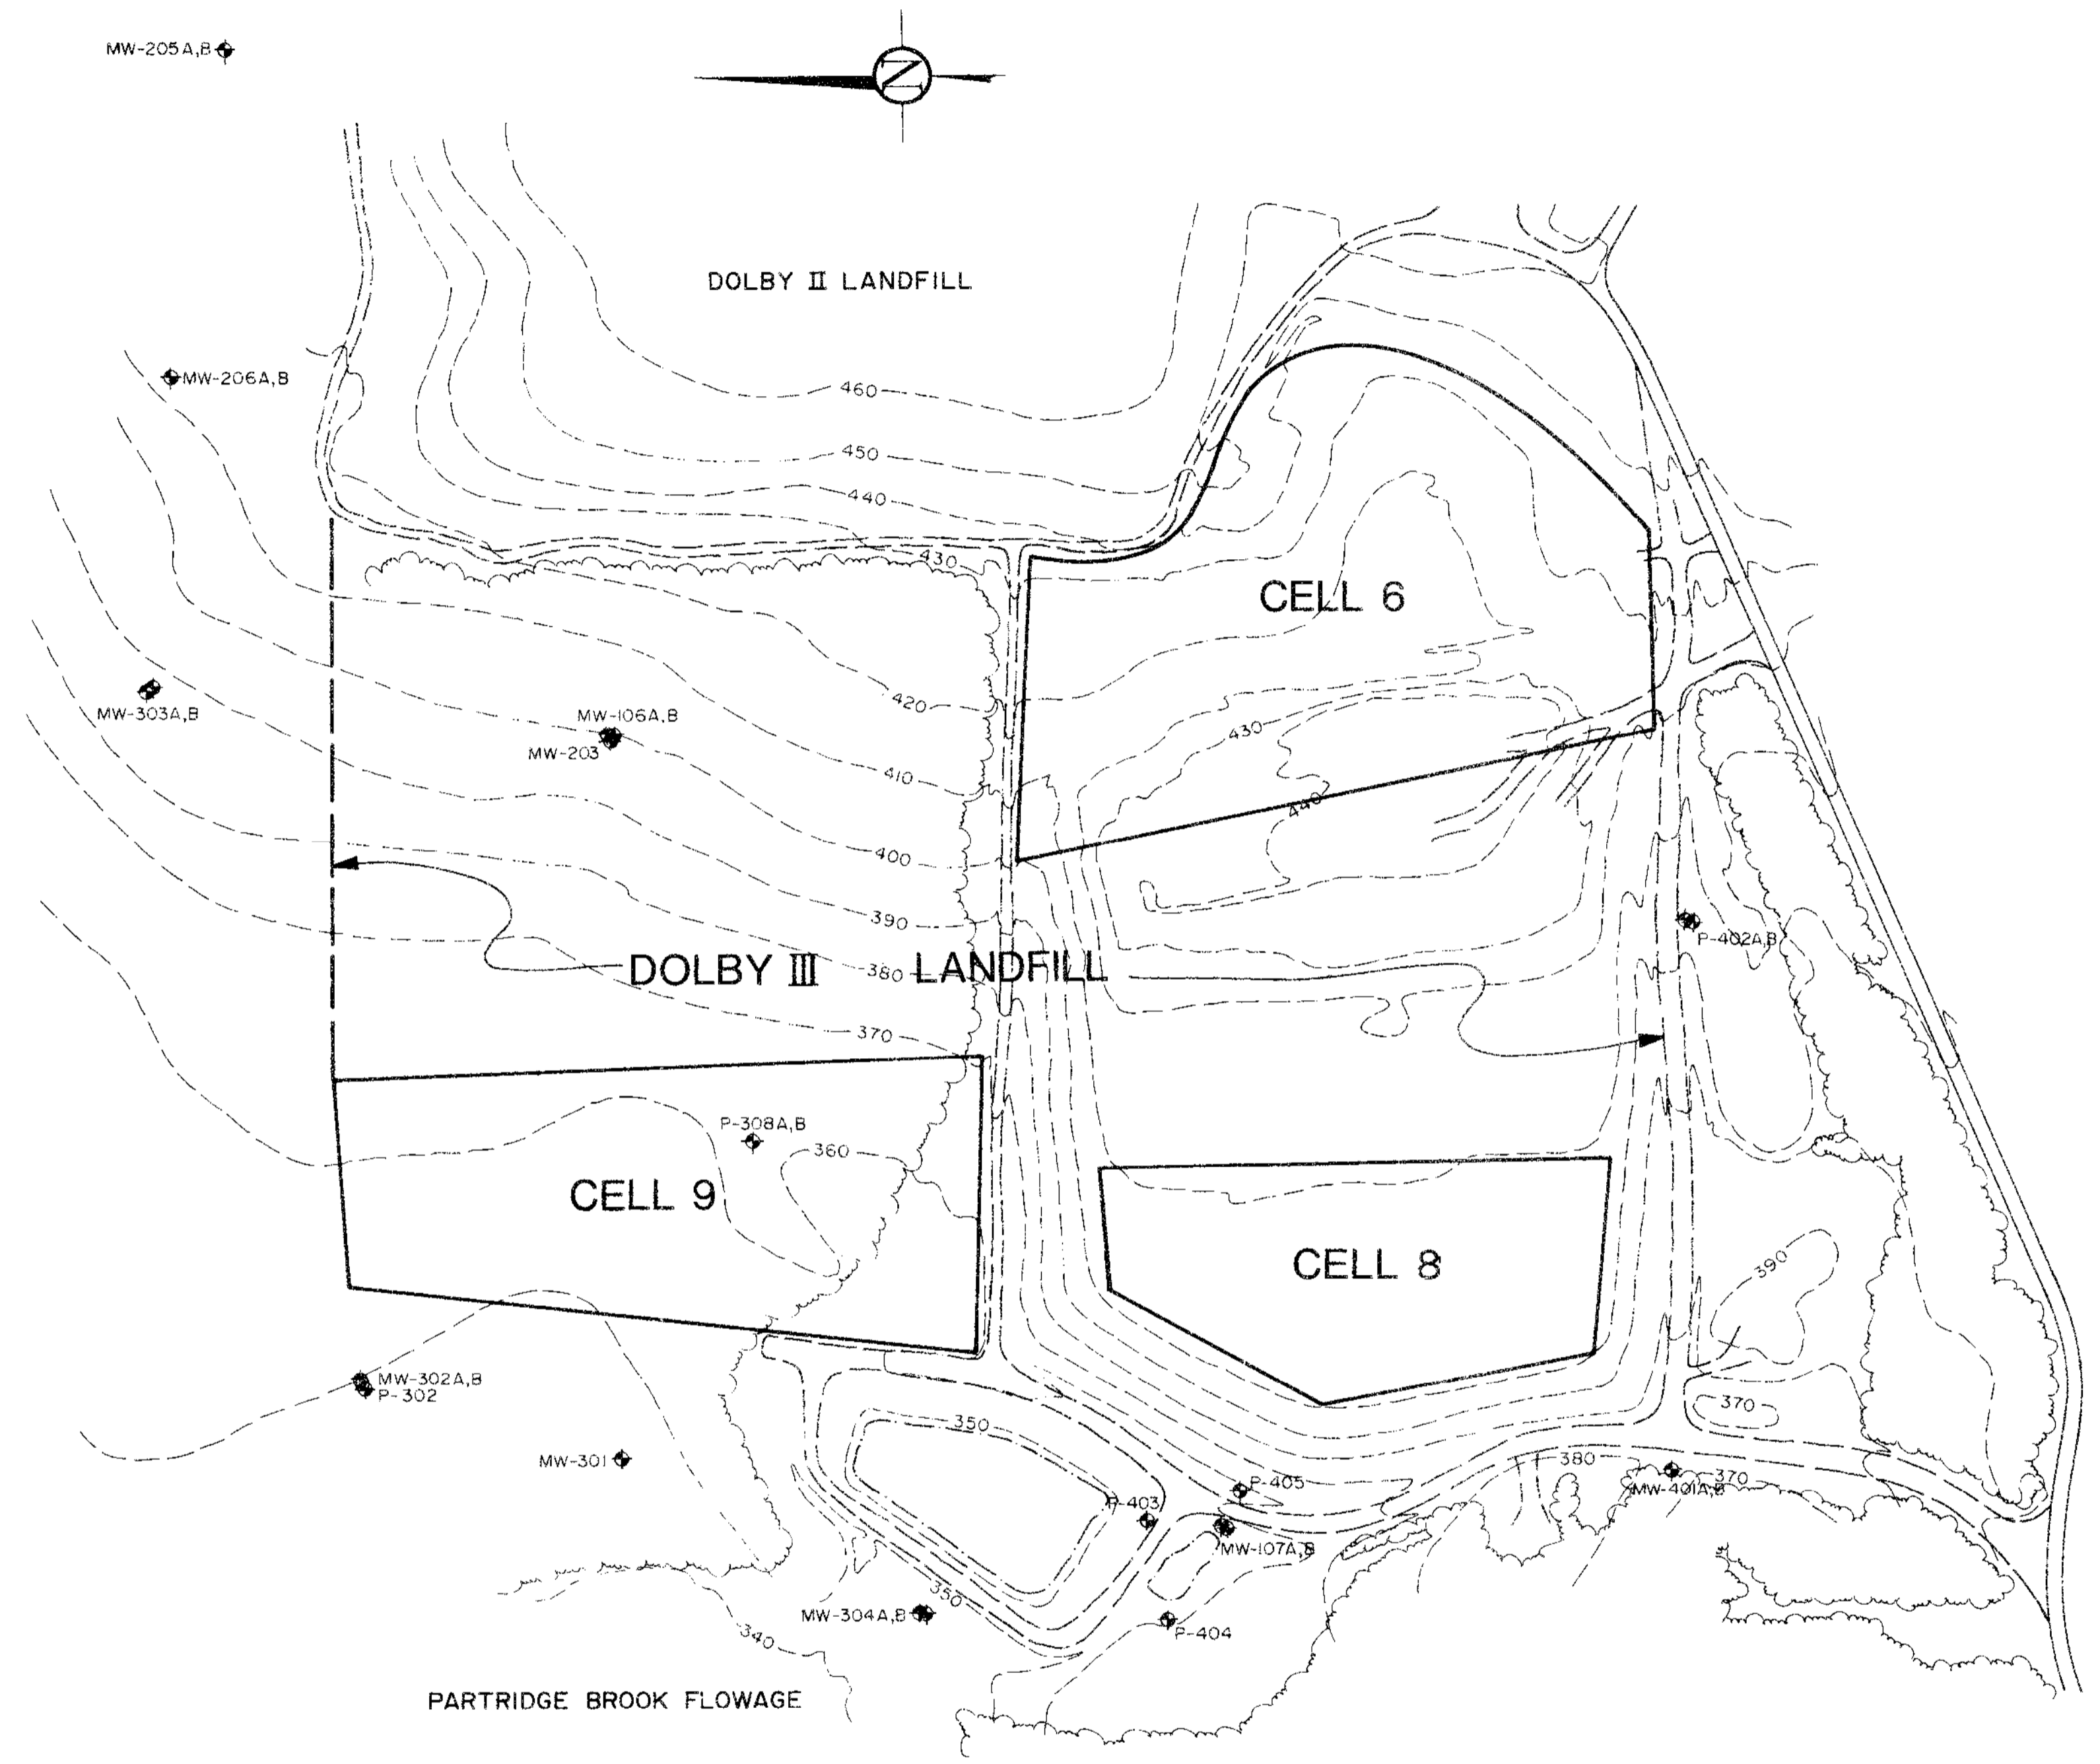 MW-205A,B
N
DOLBY II LANDFILL
MW-206A,B
460
450
440
430
CELL 6
MW-303A,B
MW-106A,B
MW-203
420
430
410
440
400
390
P-402A,B
DOLBY III LANDFILL
380
370
P-308A,B
360
CELL 9
CELL 8
390
MW-302A,B
P-302
370
350
MW-301
380
370
P-405
MW-401A,B
P-403
MW-107A,B
350
MW-304A,B
P-404
340
PARTRIDGE BROOK FLOWAGE